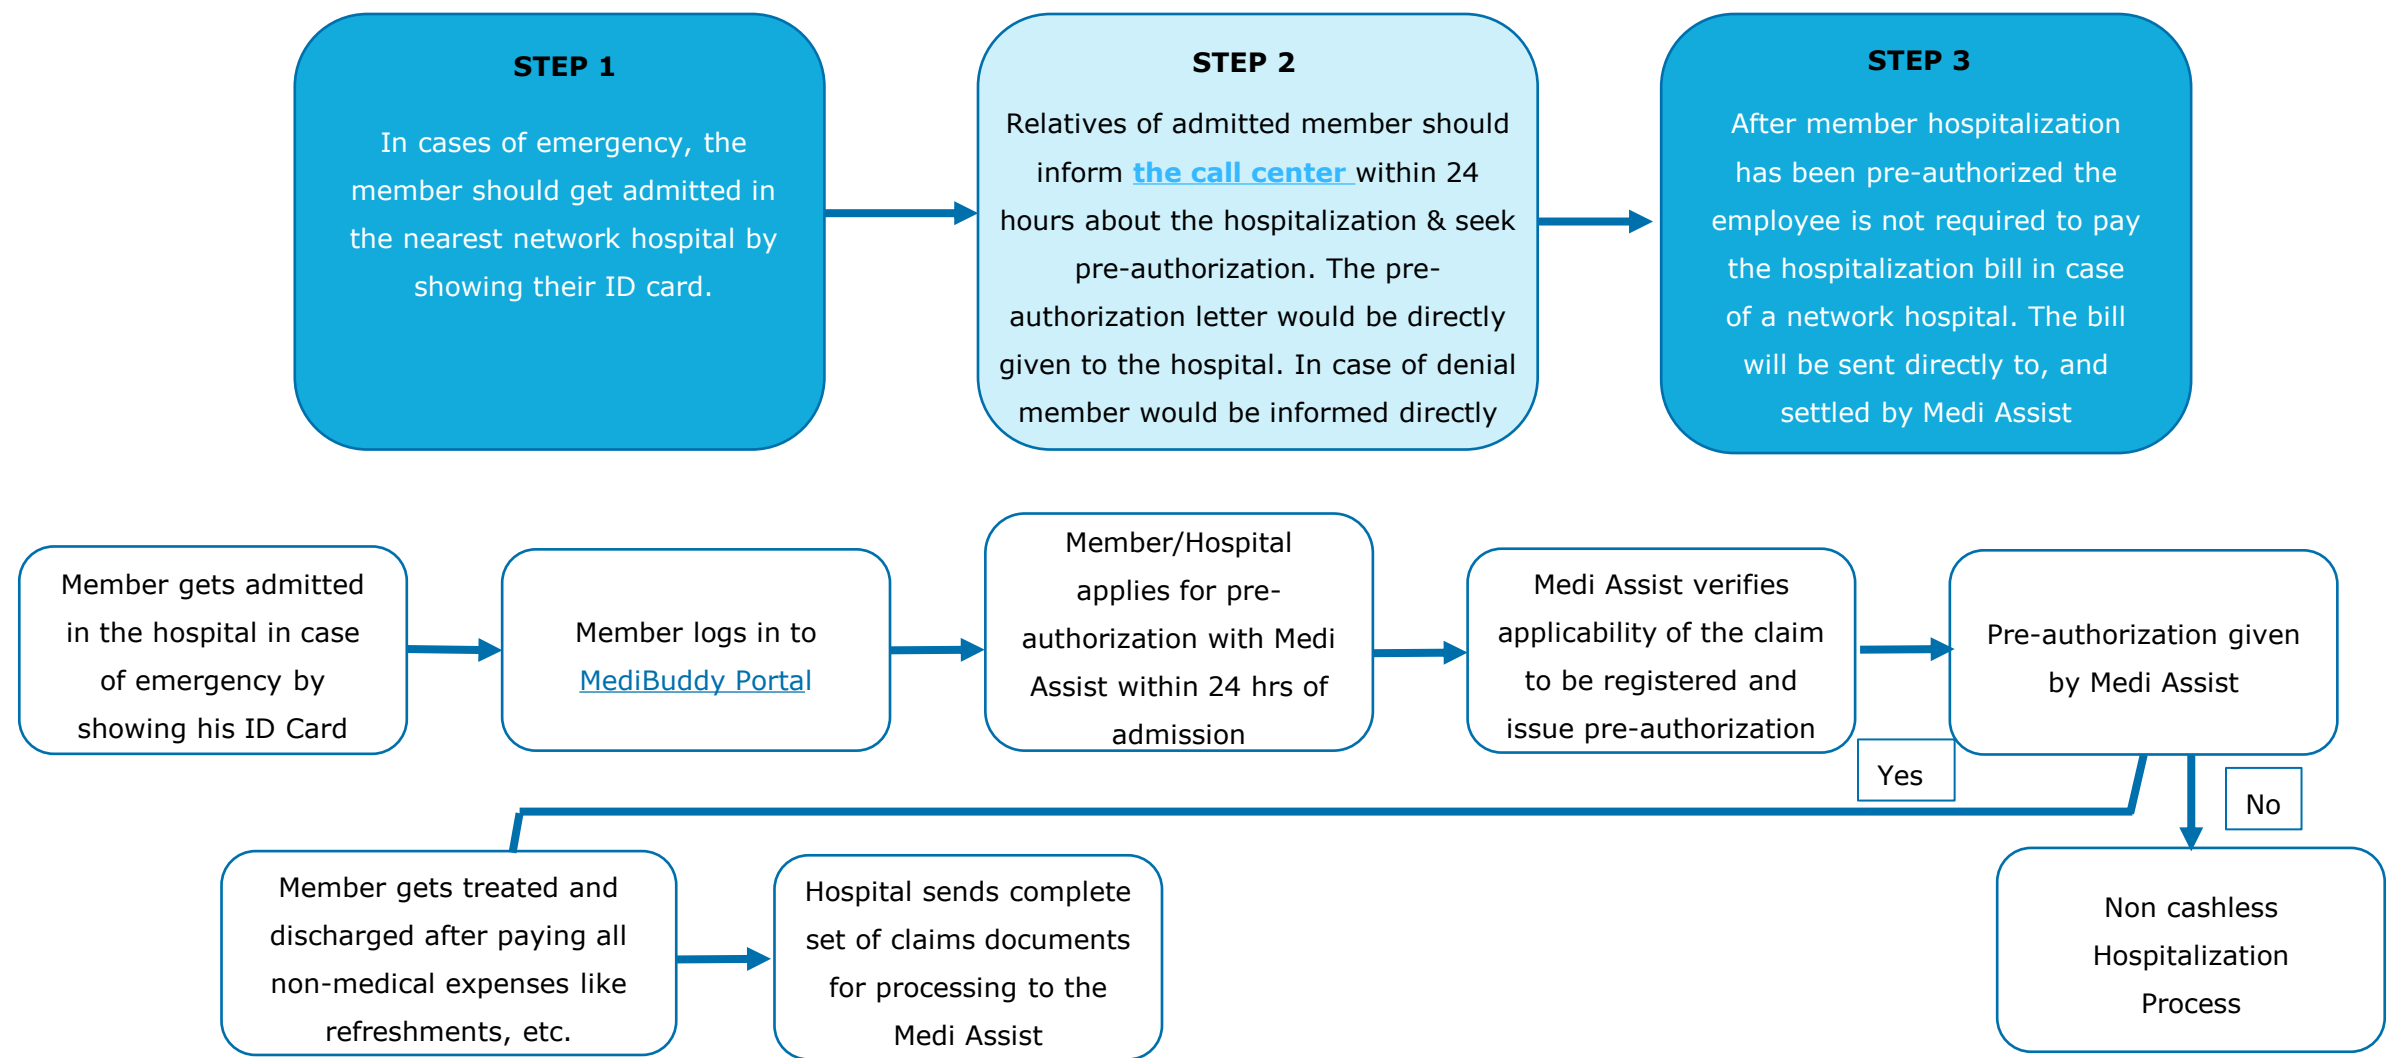 STEP 1
In cases of emergency, the
member should get admitted in
the nearest network hospital by
showing their ID card.
STEP 2
Relatives of admitted member should
inform the call center within 24
hours about the hospitalization & seek
pre-authorization. The pre-
authorization letter would be directly
given to the hospital. In case of denial
member would be informed directly
STEP 3
After member hospitalization
has been pre-authorized the
employee is not required to pay
the hospitalization bill in case
of a network hospital. The bill
will be sent directly to, and
settled by Medi Assist
Member gets admitted
in the hospital in case
of emergency by
showing his ID Card
Member logs in to
MediBuddy Portal
Member/Hospital
applies for pre-
authorization with Medi
Assist within 24 hrs of
admission
Medi Assist verifies
applicability of the claim
to be registered and
issue pre-authorization
Pre-authorization given
by Medi Assist
Yes
No
Member gets treated and
discharged after paying all
non-medical expenses like
refreshments, etc.
Hospital sends complete
set of claims documents
for processing to the
Medi Assist
Non cashless
Hospitalization
Process